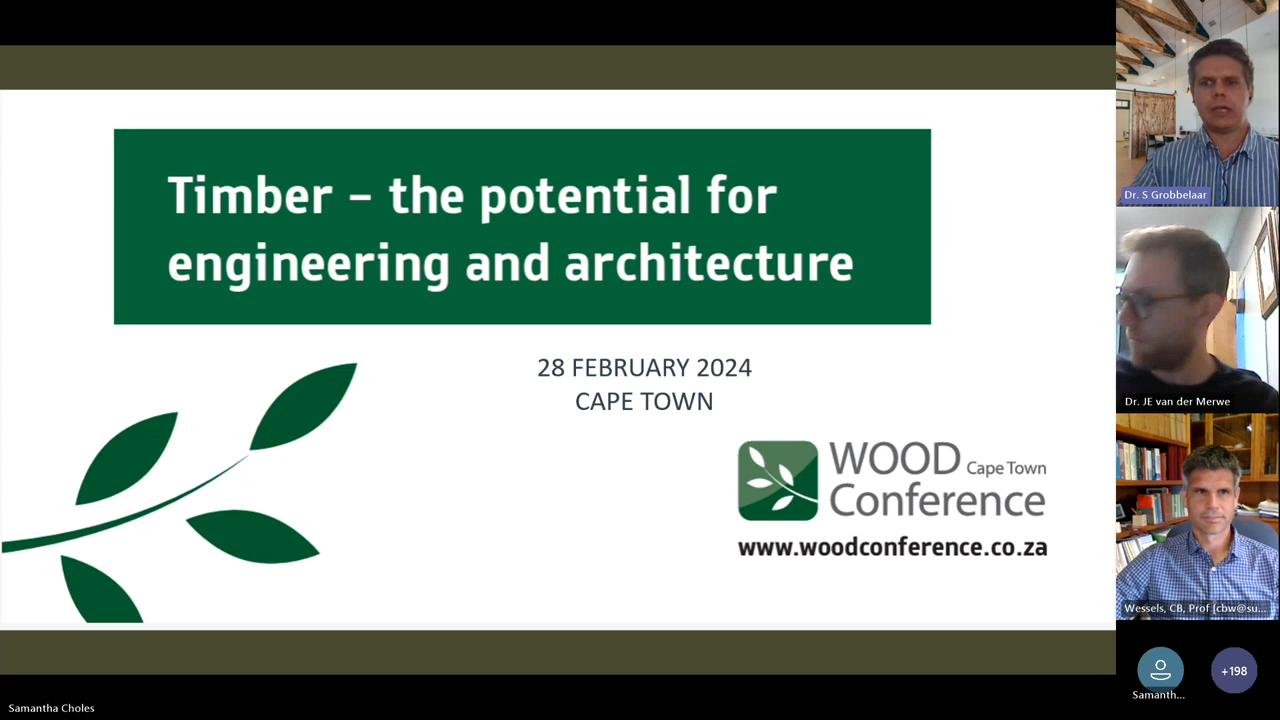 Timber – the potential for
engineering and architecture
28 FEBRUARY 2024
CAPE TOWN
WOOD Cape Town
Conference
www.woodconference.co.za
Samantha Choles
Dr. S Grobbelaar
Dr. JE van der Merwe
Wessels, CB, Prof [cbw@su...
Samanth...
+198